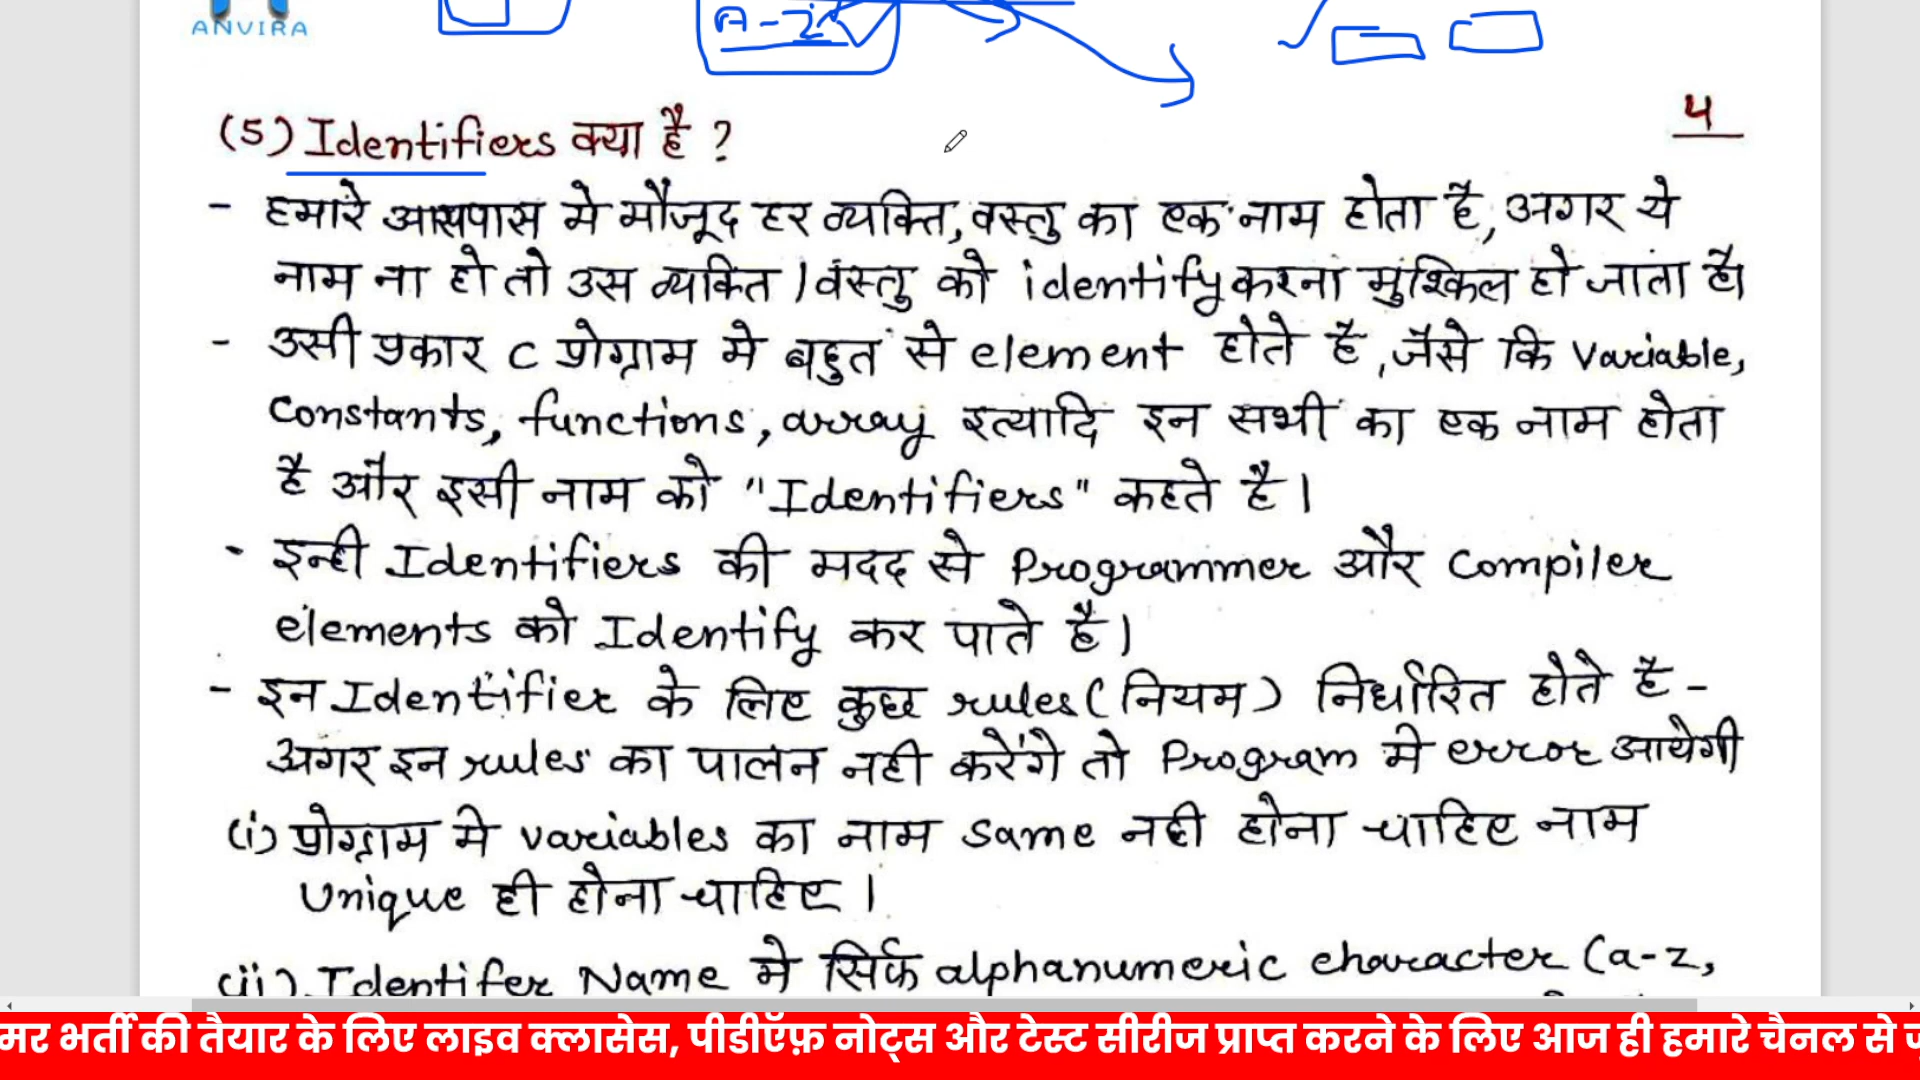 ANVIRA
A-Z
4
(5) Identifiers क्या है ?
- हमारे आसपास मे मौजूद हर व्यक्ति, वस्तु का एक नाम होता है, अगर ये
नाम ना हो तो उस व्यक्ति / वस्तु को identify करना मुश्किल हो जाता है।
- उसी प्रकार C प्रोग्राम मे बहुत से element होते है, जैसे कि Variable,
Constants, functions, array इत्यादि इन सभी का एक नाम होता
है और इसी नाम को "Identifiers" कहते है।
- इन्ही Identifiers की मदद से Programmer और Compiler
elements को Identify कर पाते है।
- इन Identifier के लिए कुछ rules (नियम) निर्धारित होते है -
अगर इन rules का पालन नही करेंगे तो Program मे error आयेगी
(i) प्रोग्राम मे variables का नाम same नही होना चाहिए नाम
Unique ही होना चाहिए ।
(ii) Identifer Name मे सिर्फ alphanumeric character (a-z,
मर भर्ती की तैयार के लिए लाइव क्लासेस, पीडीऍफ़ नोट्स और टेस्ट सीरीज प्राप्त करने के लिए आज ही हमारे चैनल से